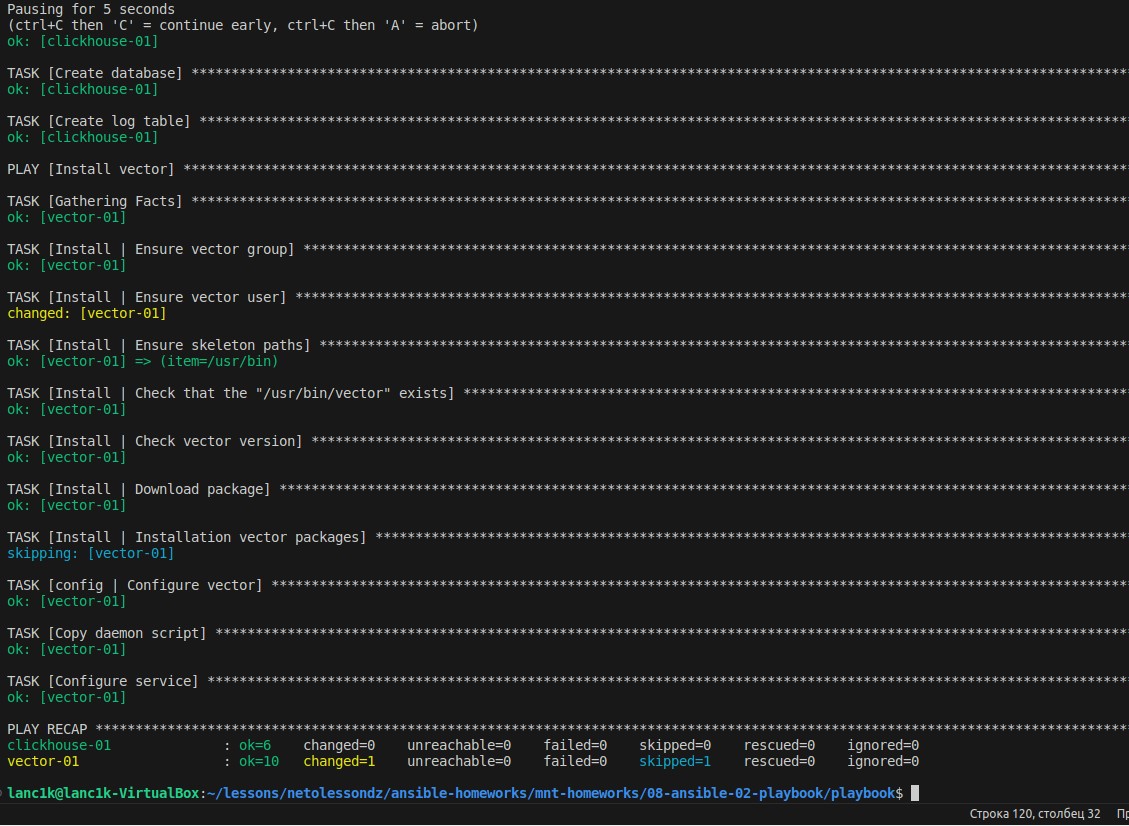 Pausing for 5 seconds
(ctrl+C then 'C' = continue early, ctrl+C then 'A' = abort)
ok: [clickhouse-01]
TASK [Create database] *********************************************************************************************************************
ok: [clickhouse-01]
TASK [Create log table] ********************************************************************************************************************
ok: [clickhouse-01]
PLAY [Install vector] **********************************************************************************************************************
TASK [Gathering Facts] *********************************************************************************************************************
ok: [vector-01]
TASK [Install | Ensure vector group] *******************************************************************************************************
ok: [vector-01]
TASK [Install | Ensure vector user] ********************************************************************************************************
changed: [vector-01]
TASK [Install | Ensure skeleton paths] *****************************************************************************************************
ok: [vector-01] => (item=/usr/bin)
TASK [Install | Check that the "/usr/bin/vector" exists] ***********************************************************************************
ok: [vector-01]
TASK [Install | Check vector version] ******************************************************************************************************
ok: [vector-01]
TASK [Install | Download package] **********************************************************************************************************
ok: [vector-01]
TASK [Install | Installation vector packages] **********************************************************************************************
skipping: [vector-01]
TASK [config | Configure vector] ***********************************************************************************************************
ok: [vector-01]
TASK [Copy daemon script] ******************************************************************************************************************
ok: [vector-01]
TASK [Configure service] *******************************************************************************************************************
ok: [vector-01]
PLAY RECAP *********************************************************************************************************************************
clickhouse-01 : ok=6 changed=0 unreachable=0 failed=0 skipped=0 rescued=0 ignored=0
vector-01 : ok=10 changed=1 unreachable=0 failed=0 skipped=1 rescued=0 ignored=0
lanc1k@lanc1k-VirtualBox:~/lessons/netolessondz/ansible-homeworks/mnt-homeworks/08-ansible-02-playbook/playbook$
Строка 120, столбец 32 Пр